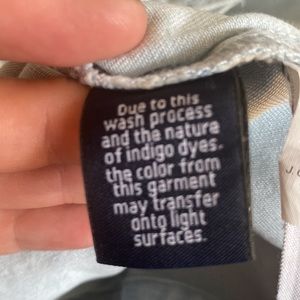 Due to this
wash process
and the nature
of indigo dyes.
the color from
this garment
may transfer
onto light
surfaces.